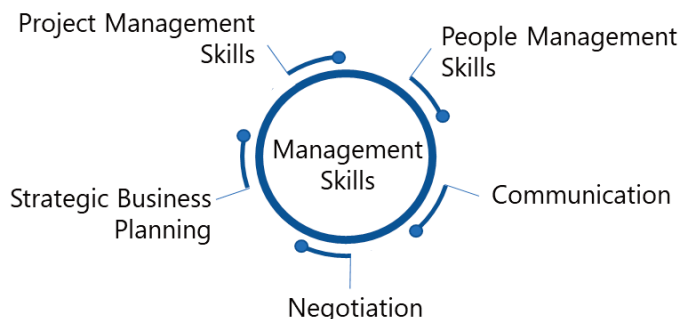 Project Management
Skills
People Management
Skills
Management
Skills
Strategic Business
Planning
Communication
Negotiation